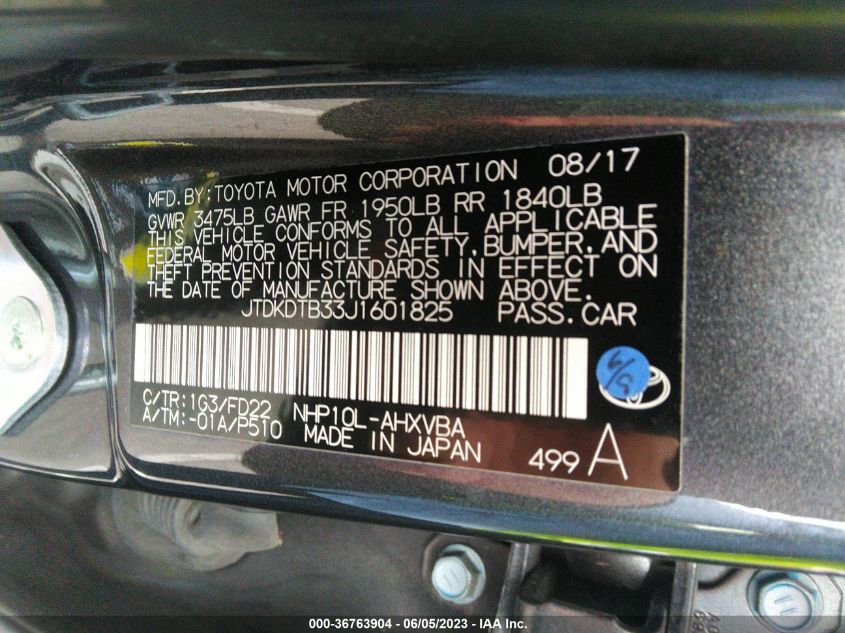 MFD.BY:TOYOTA MOTOR CORPORATION 08/17
GVWR 3475LB GAWR FR 1950LB RR 1840LB
THIS VEHICLE CONFORMS TO ALL APPLICABLE
FEDERAL MOTOR VEHICLE SAFETY,BUMPER,AND
THEFT PREVENTION STANDARDS IN EFFECT ON
THE DATE OF MANUFACTURE SHOWN ABOVE.
JTDKDTB33J1601825 PASS.CAR
C/TR:1G3/FD22 NHP10L-AHXVBA
A/TM:-01A/P510 MADE IN JAPAN
499A
000-36763904 - 06/05/2023 - IAA Inc.